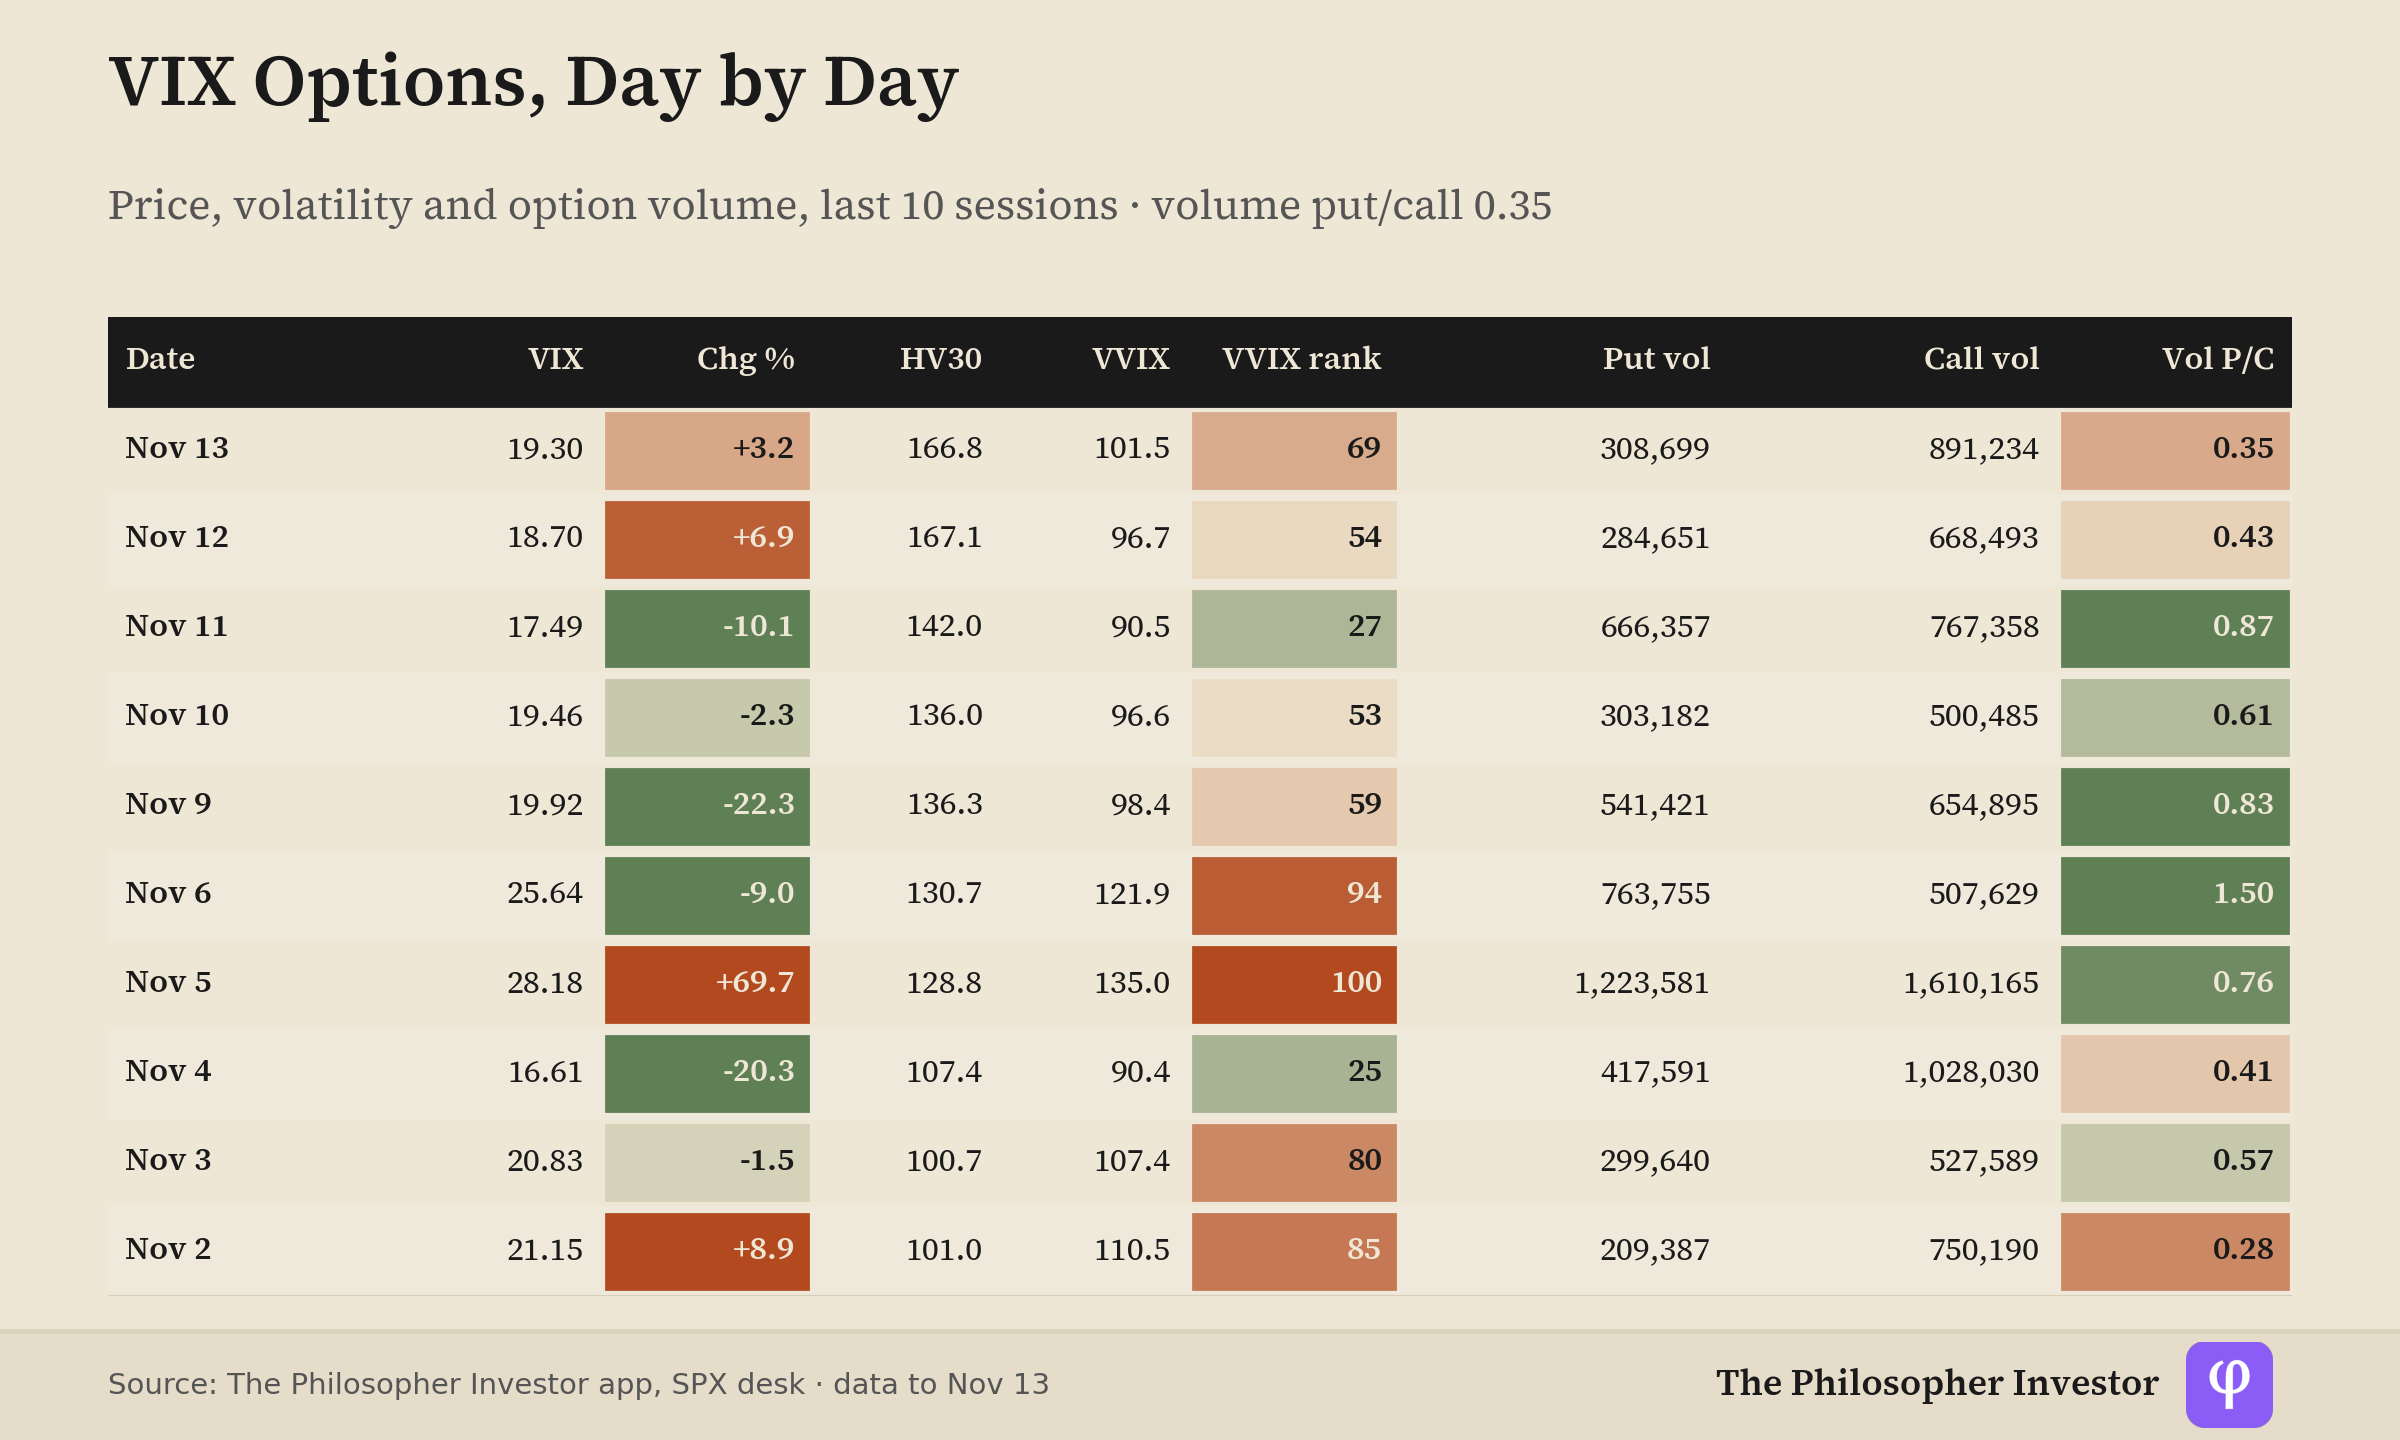 VIX Options, Day by Day
Price, volatility and option volume, last 10 sessions · volume put/call 0.35
Date VIX Chg % HV30 VVIX VVIX rank Put vol Call vol Vol P/C
Nov 13 19.30 +3.2 166.8 101.5 69 308,699 891,234 0.35
Nov 12 18.70 +6.9 167.1 96.7 54 284,651 668,493 0.43
Nov 11 17.49 -10.1 142.0 90.5 27 666,357 767,358 0.87
Nov 10 19.46 -2.3 136.0 96.6 53 303,182 500,485 0.61
Nov 9 19.92 -22.3 136.3 98.4 59 541,421 654,895 0.83
Nov 6 25.64 -9.0 130.7 121.9 94 763,755 507,629 1.50
Nov 5 28.18 +69.7 128.8 135.0 100 1,223,581 1,610,165 0.76
Nov 4 16.61 -20.3 107.4 90.4 25 417,591 1,028,030 0.41
Nov 3 20.83 -1.5 100.7 107.4 80 299,640 527,589 0.57
Nov 2 21.15 +8.9 101.0 110.5 85 209,387 750,190 0.28
Source: The Philosopher Investor app, SPX desk · data to Nov 13
The Philosopher Investor φ